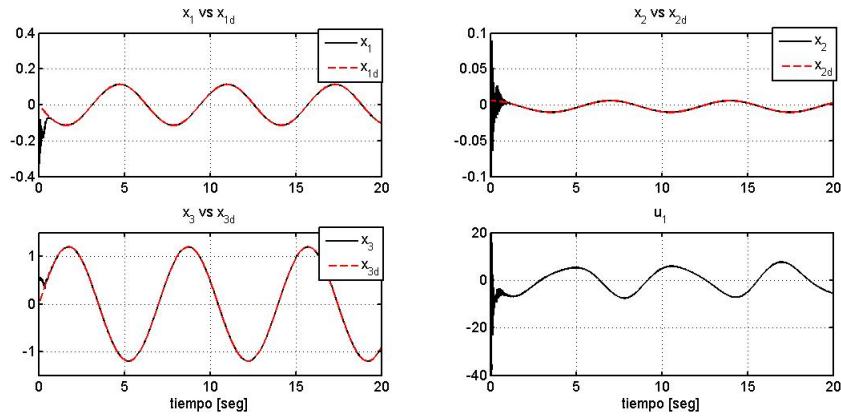 x1 vs x1d
x2 vs x2d
0.4
0.2
0
-0.2
-0.4
x1
x1d
0 5 10 15 20
0.1
0.05
0
-0.05
-0.1
x2
x2d
0 5 10 15 20
x3 vs x3d
u1
1
0
-1
x3
x3d
0 5 10 15 20
tiempo [seg]
20
0
-20
-40
0 5 10 15 20
tiempo [seg]